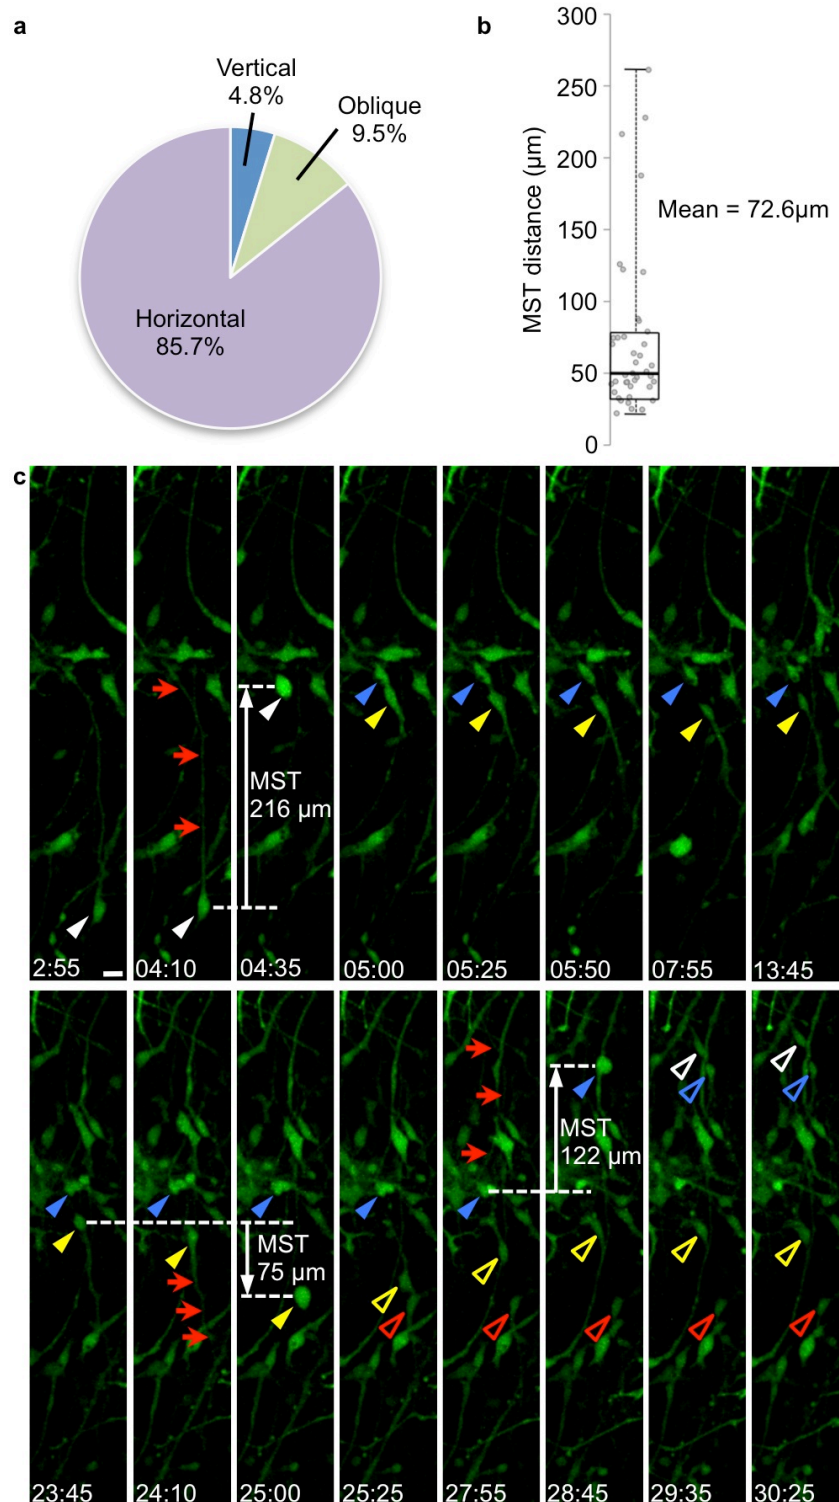 a
Vertical
4.8%
Oblique
9.5%
Horizontal
85.7%
b
MST distance (µm)
300
250
200
150
100
50
0
Mean = 72.6µm
c
MST
216 µm
2:55
04:10
04:35
05:00
05:25
05:50
07:55
13:45
MST
75 µm
MST
122 µm
23:45
24:10
25:00
25:25
27:55
28:45
29:35
30:25